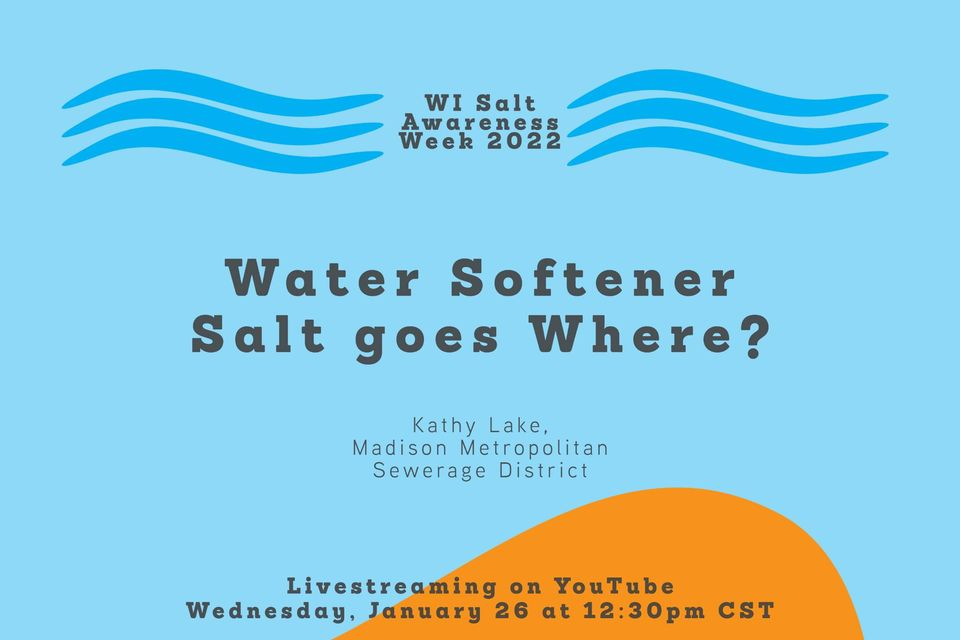 WI Salt
Awareness
Week 2022
Water Softener
Salt goes Where?
Kathy Lake,
Madison Metropolitan
Sewerage District
Livestreaming on YouTube
Wednesday, January 26 at 12:30pm CST